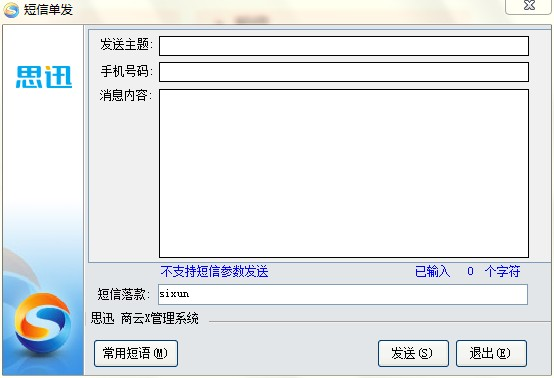 短信单发
思迅
发送主题:
手机号码:
消息内容:
不支持短信参数发送 已输入 0 个字符
短信落款: sixun
思迅 商云X管理系统
常用短语(M) 发送(S) 退出(E)